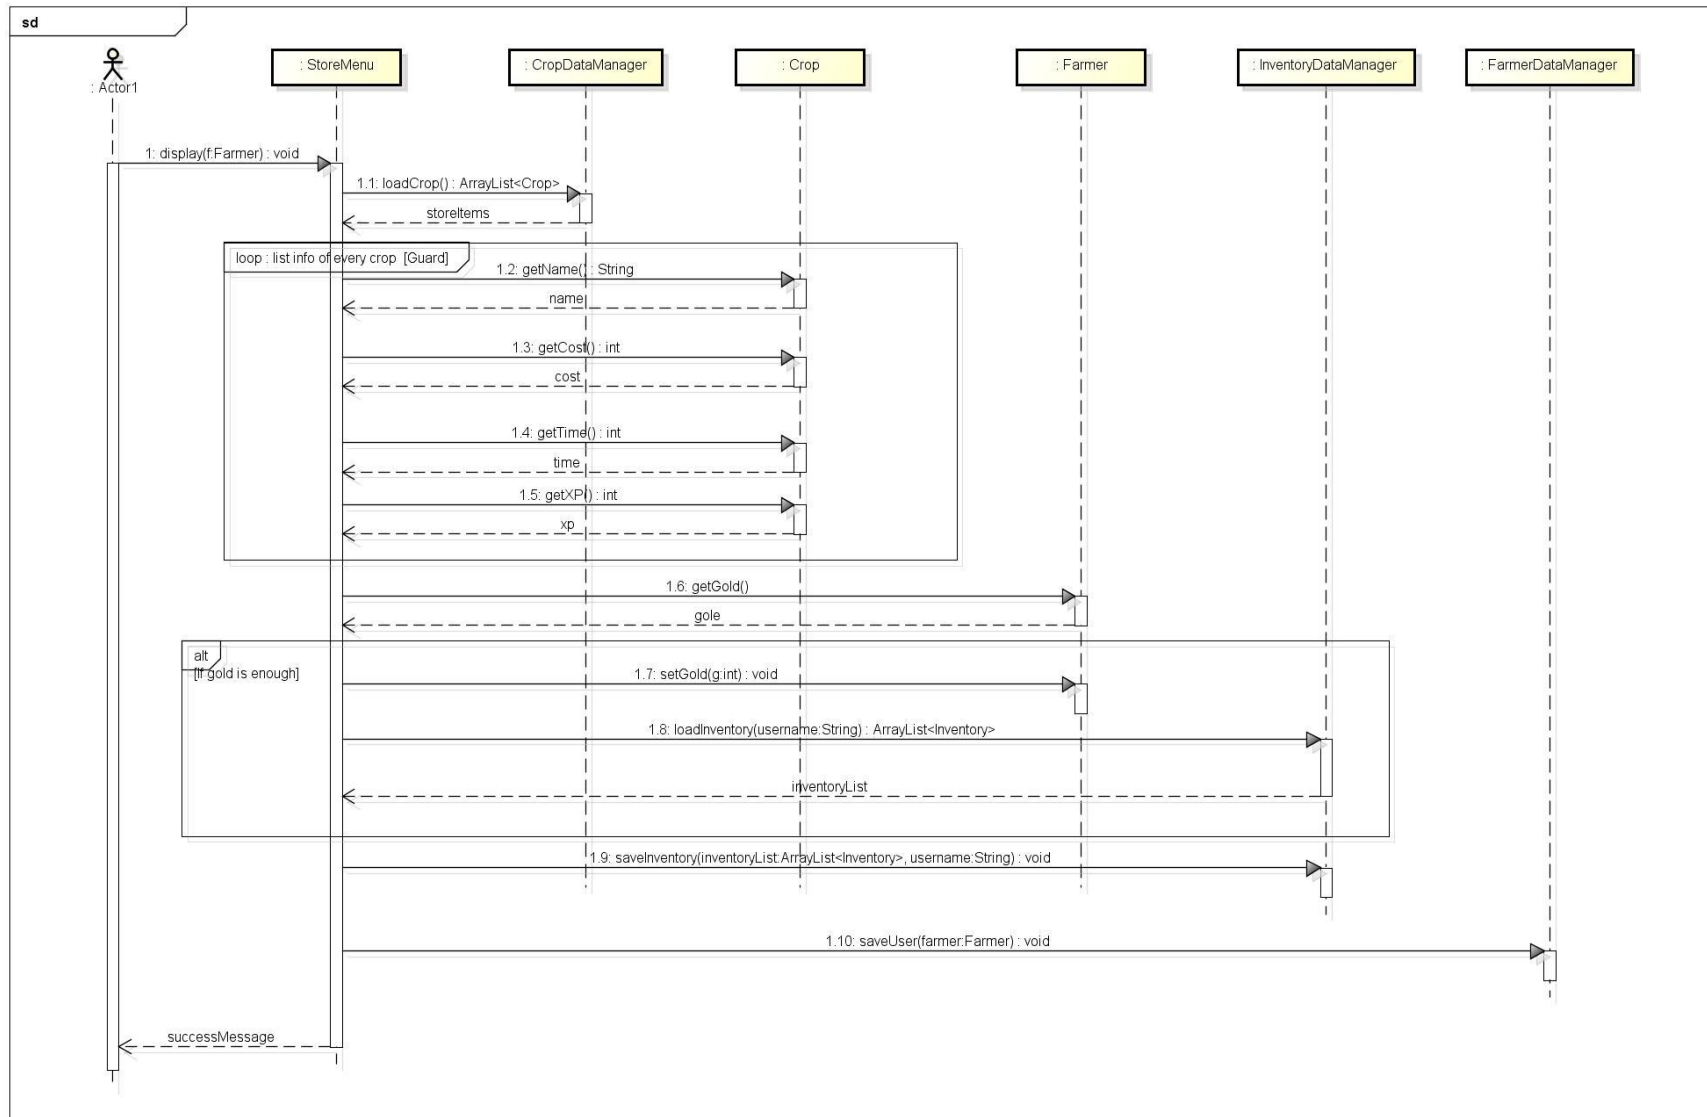 sd
: Actor1
: StoreMenu
: CropDataManager
: Crop
: Farmer
: InventoryDataManager
: FarmerDataManager
1: display(f:Farmer) : void
1.1: loadCrop() : ArrayList<Crop>
storeItems
loop : list info of every crop [Guard]
1.2: getName() : String
name
1.3: getCost() : int
cost
1.4: getTime() : int
time
1.5: getXP() : int
xp
1.6: getGold()
gole
alt
[If gold is enough]
1.7: setGold(g:int) : void
1.8: loadInventory(username:String) : ArrayList<Inventory>
inventoryList
1.9: saveInventory(inventoryList:ArrayList<Inventory>, username:String) : void
1.10: saveUser(farmer:Farmer) : void
successMessage